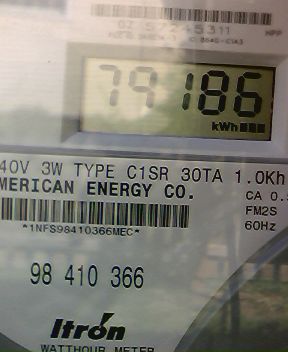 79186
kWh
40V 3W TYPE C1SR 30TA 1.0Kh
MERICAN ENERGY CO.
CA 0.
FM2S
60Hz
*1NFS98410366MEC*
98 410 366
Itron
WATTHOUR METER